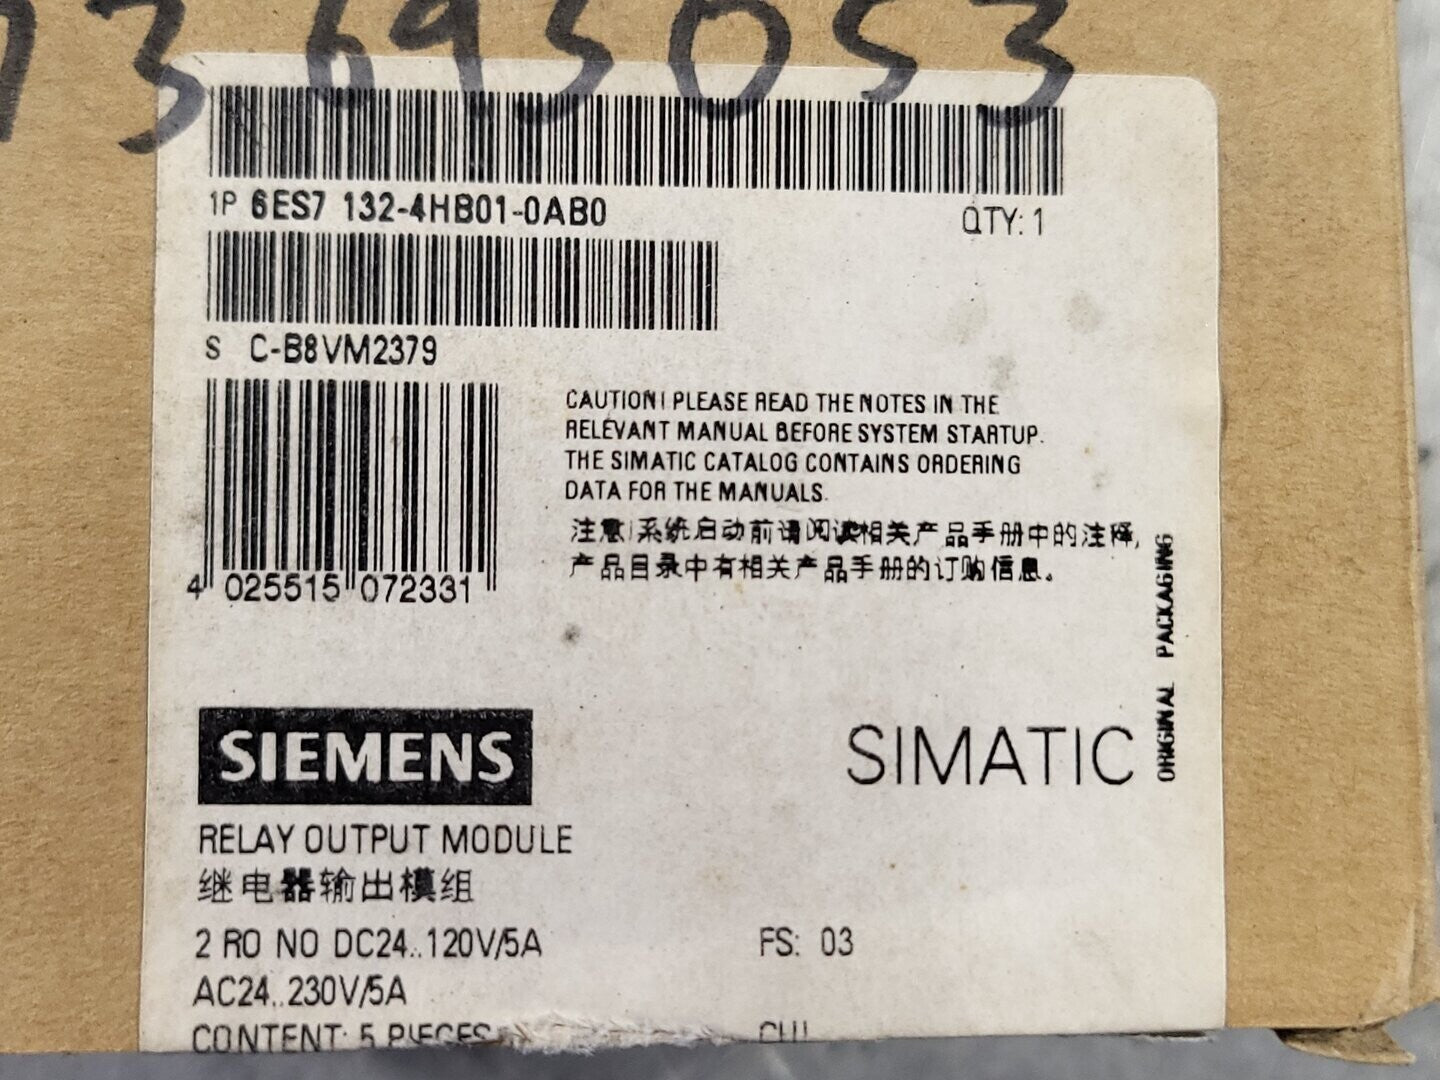 3693053
1P 6ES7 132-4HB01-0AB0
QTY: 1
S C-B8VM2379
CAUTION! PLEASE READ THE NOTES IN THE
RELEVANT MANUAL BEFORE SYSTEM STARTUP.
THE SIMATIC CATALOG CONTAINS ORDERING
DATA FOR THE MANUALS.
注意!系统启动前请阅读相关产品手册中的注释,
产品目录中有相关产品手册的订购信息。
4 025515 072331
ORIGINAL PACKAGING
SIEMENS
SIMATIC
RELAY OUTPUT MODULE
继电器输出模组
2 RO NO DC24..120V/5A
FS: 03
AC24..230V/5A
CONTENT: 5 PIECES